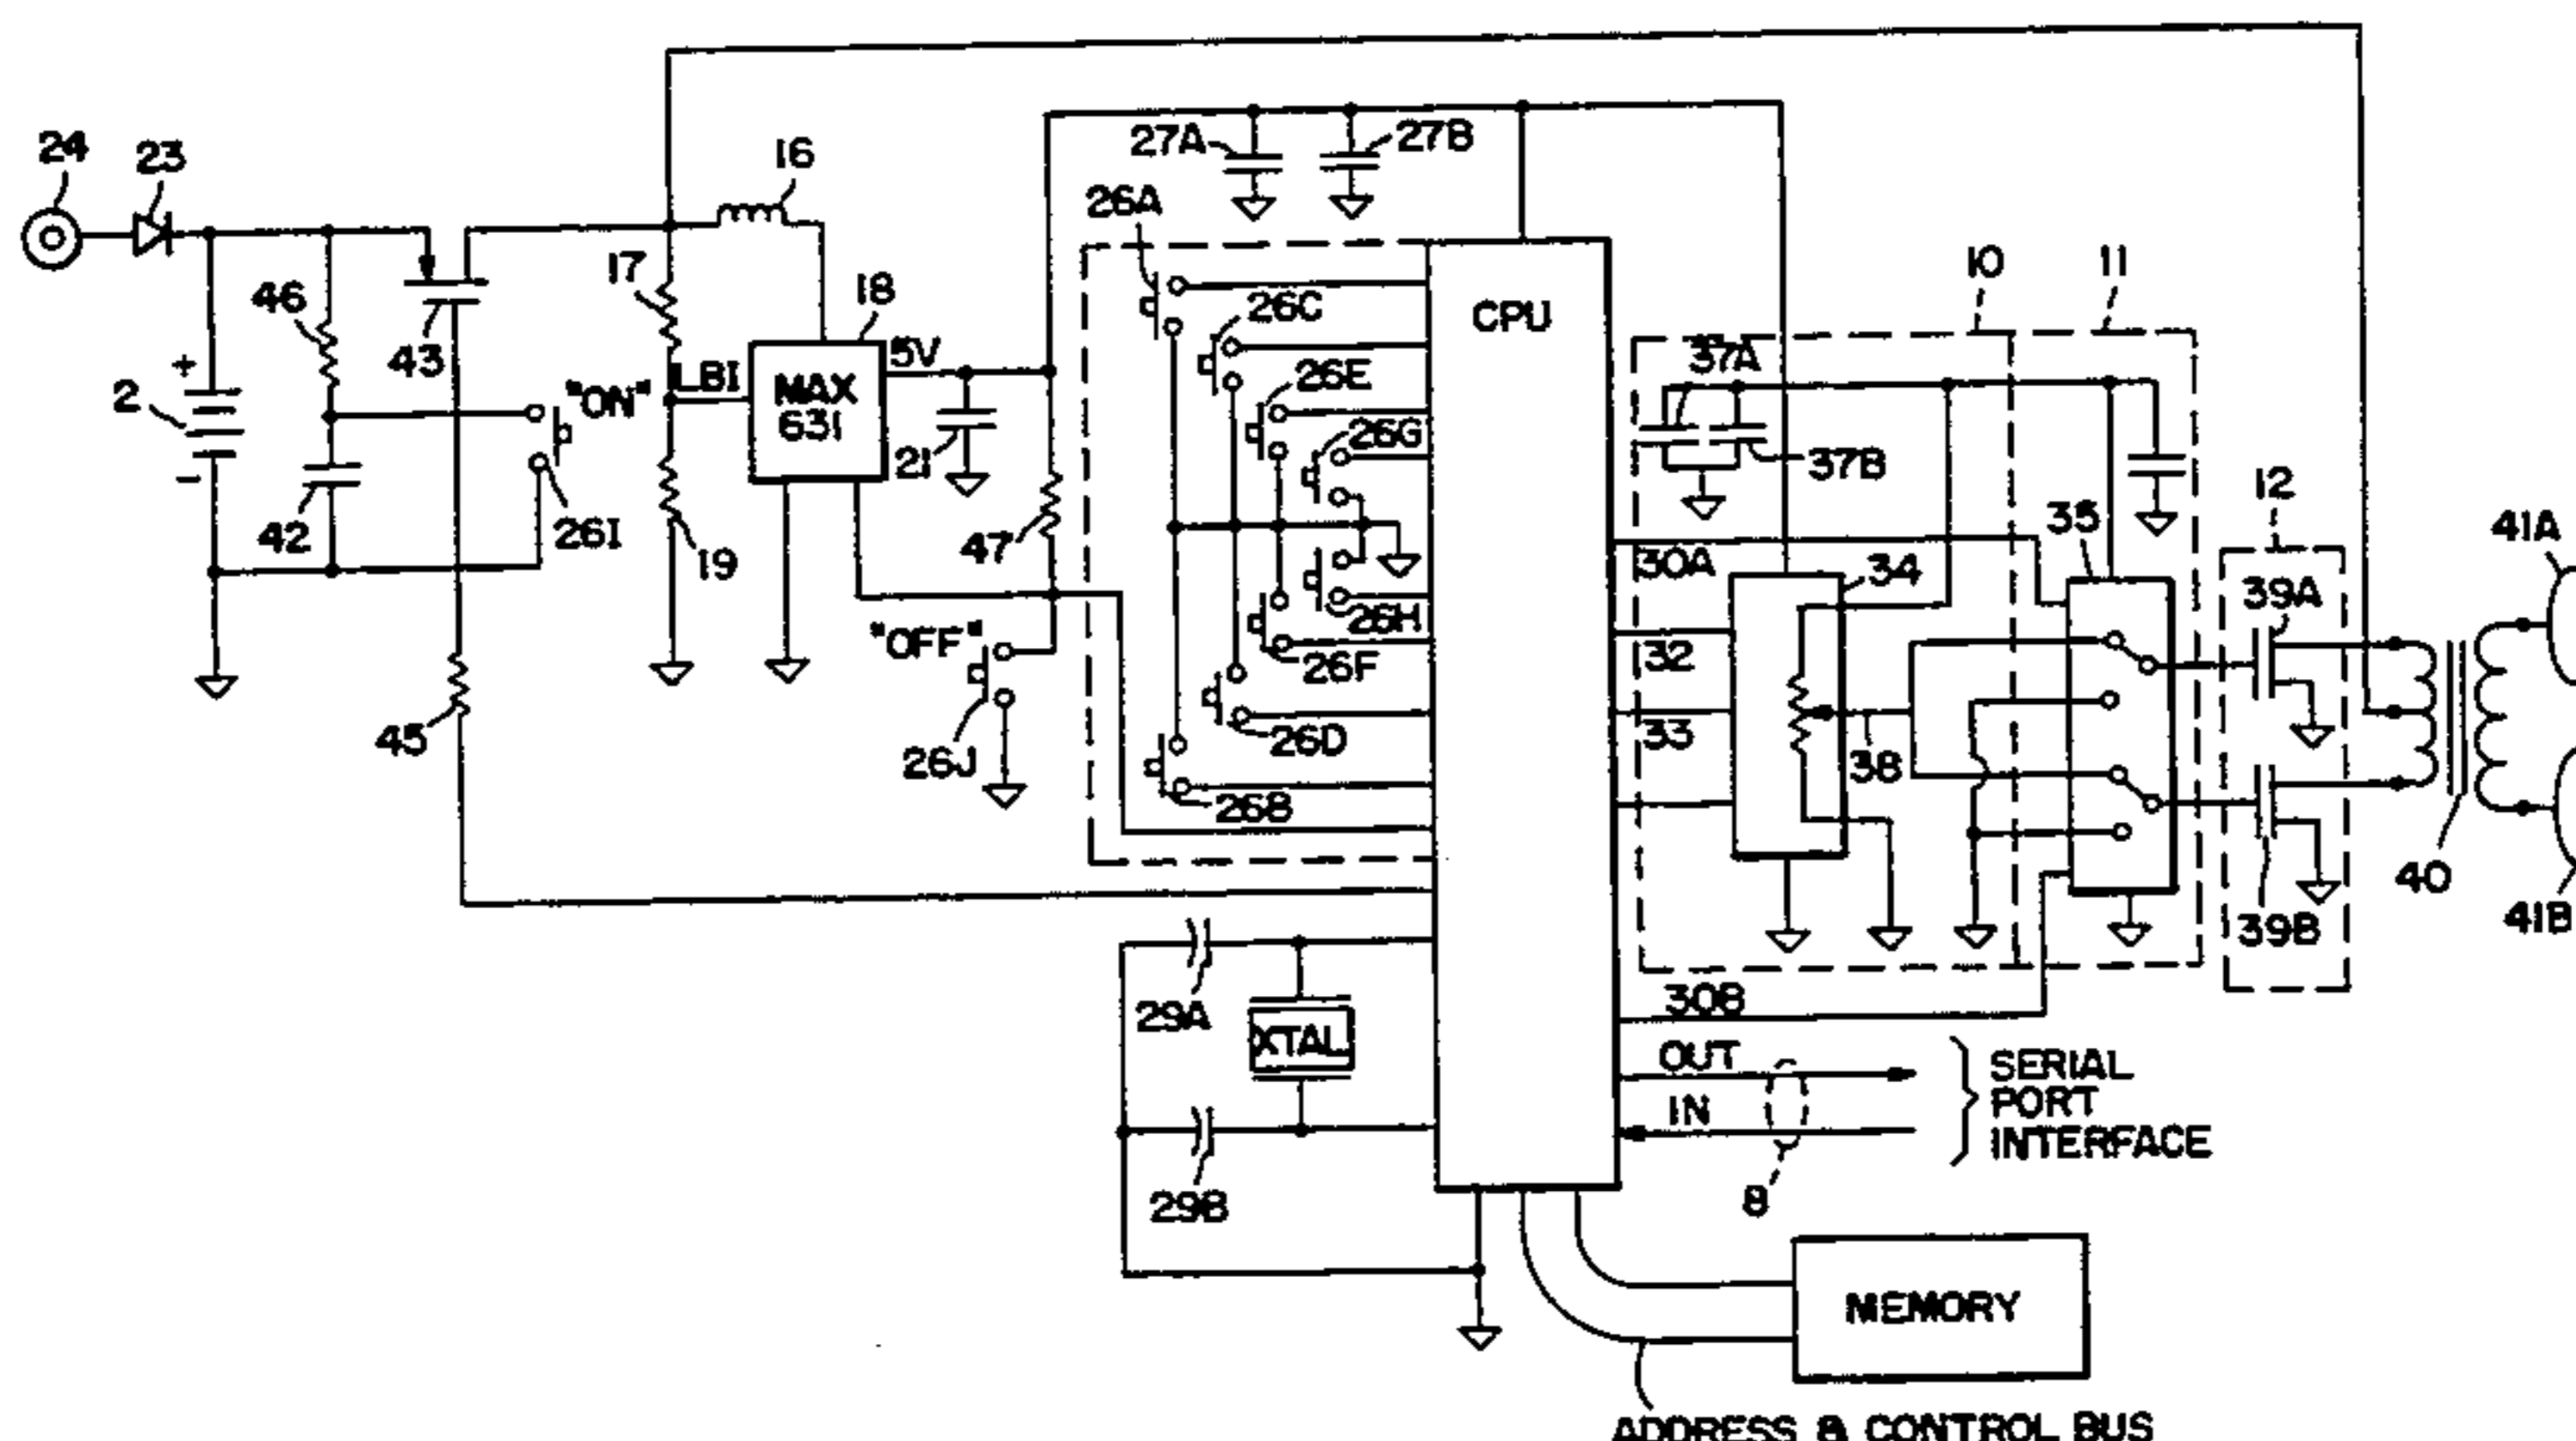 24
23
16
27A
27B
26A
10
11
46
17
18
26C
CPU
43
5V
37A
+
2
"ON"
LBI
MAX
631
26E
26G
21
37B
12
-
42
26I
19
47
35
41A
30A
34
39A
"OFF"
26H
32
26F
45
26J
26D
33
38
26B
40
39B
41B
29A
XTAL
30B
OUT
IN
SERIAL
PORT
INTERFACE
29B
8
MEMORY
ADDRESS & CONTROL BUS